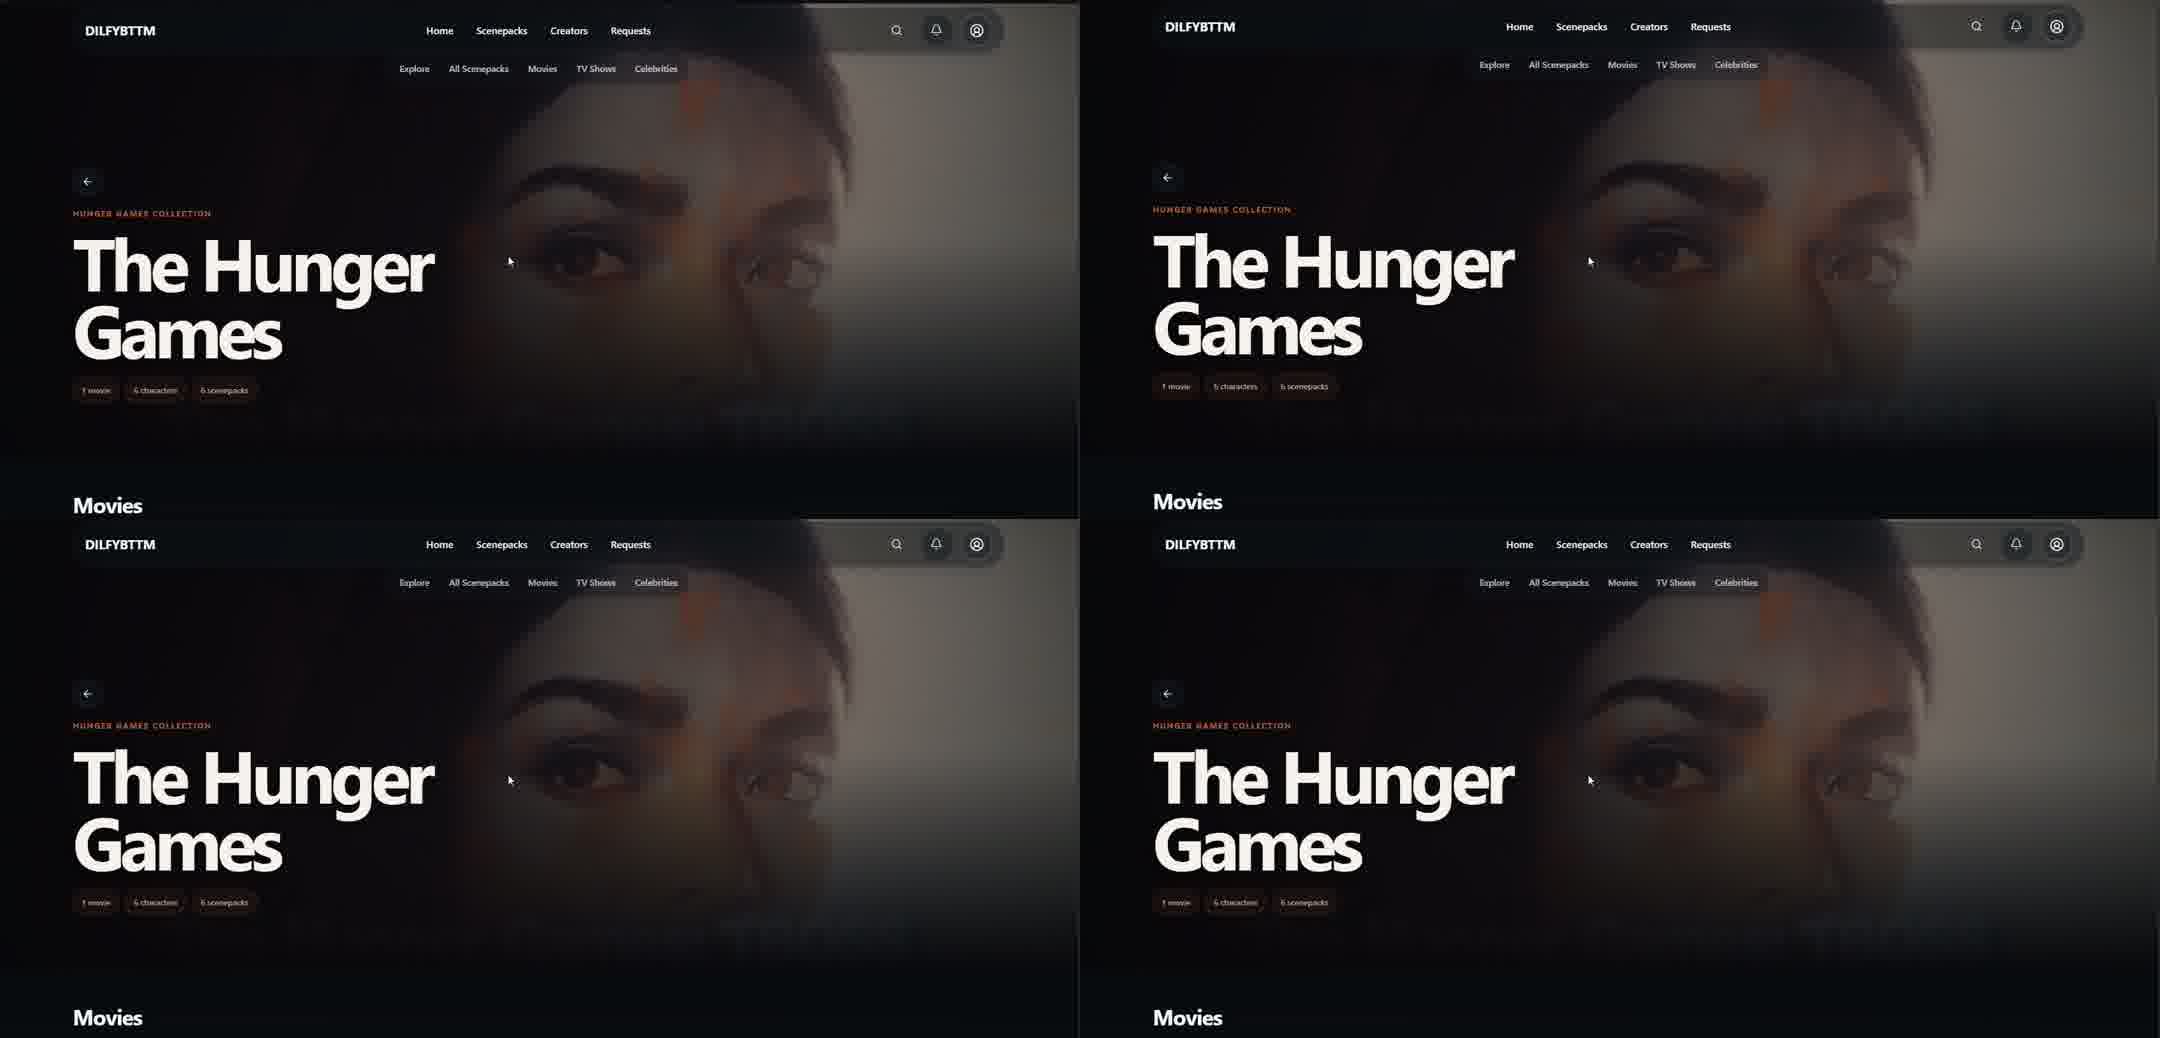 DILFYBTTM
Home Scenepacks Creators Requests
Explore All Scenepacks Movies TV Shows Celebrities
HUNGER GAMES COLLECTION
The Hunger
Games
1 movie 6 characters 6 scenepacks
Movies
DILFYBTTM
Home Scenepacks Creators Requests
Explore All Scenepacks Movies TV Shows Celebrities
HUNGER GAMES COLLECTION
The Hunger
Games
1 movie 6 characters 6 scenepacks
Movies
DILFYBTTM
Home Scenepacks Creators Requests
Explore All Scenepacks Movies TV Shows Celebrities
HUNGER GAMES COLLECTION
The Hunger
Games
1 movie 6 characters 6 scenepacks
Movies
DILFYBTTM
Home Scenepacks Creators Requests
Explore All Scenepacks Movies TV Shows Celebrities
HUNGER GAMES COLLECTION
The Hunger
Games
1 movie 6 characters 6 scenepacks
Movies